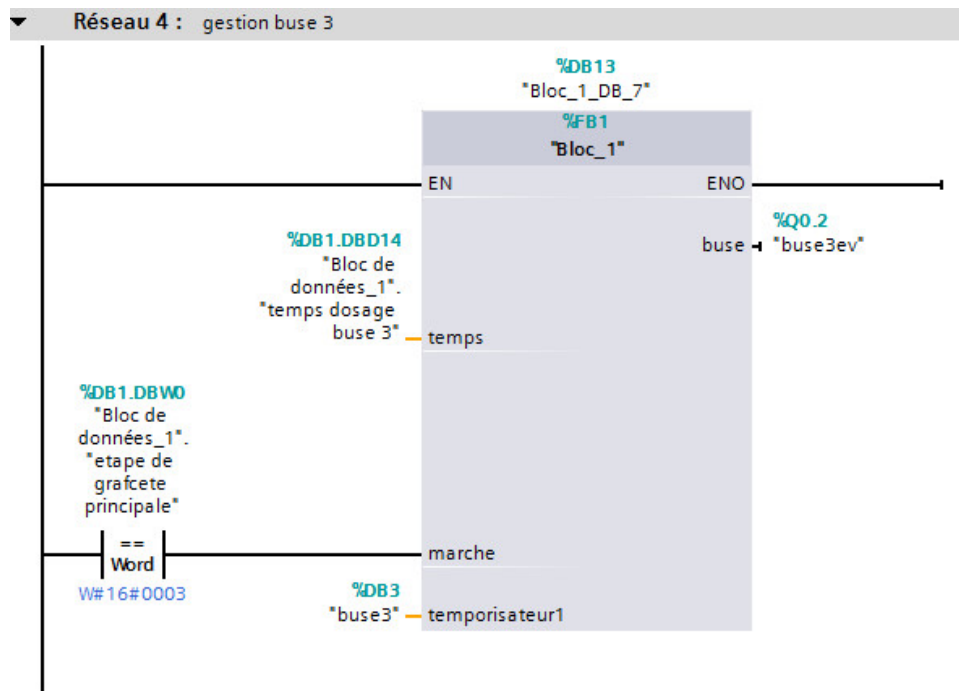 Réseau 4 : gestion buse 3
%DB13
"Bloc_1_DB_7"
%FB1
"Bloc_1"
EN ENO
%Q0.2
buse "buse3ev"
%DB1.DBD14
"Bloc de
données_1".
"temps dosage
buse 3" temps
%DB1.DBW0
"Bloc de
données_1".
"etape de
grafcete
principale"
==
Word
W#16#0003
marche
%DB3
"buse3" temporisateur1